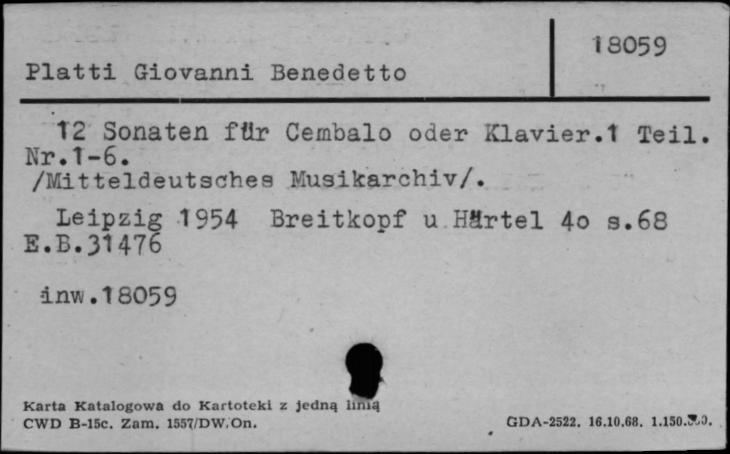 18059
Platti Giovanni Benedetto
12 Sonaten für Cembalo oder Klavier.1 Teil.
Nr.1-6.
/Mitteldeutsches Musikarchiv/.
Leipzig 1954 Breitkopf u Härtel 4o s.68
E.B.31476
inw.18059
Karta Katalogowa do Kartoteki z jedną linią
CWD B-15c. Zam. 1557/DW.On.
GDA-2522. 16.10.68.